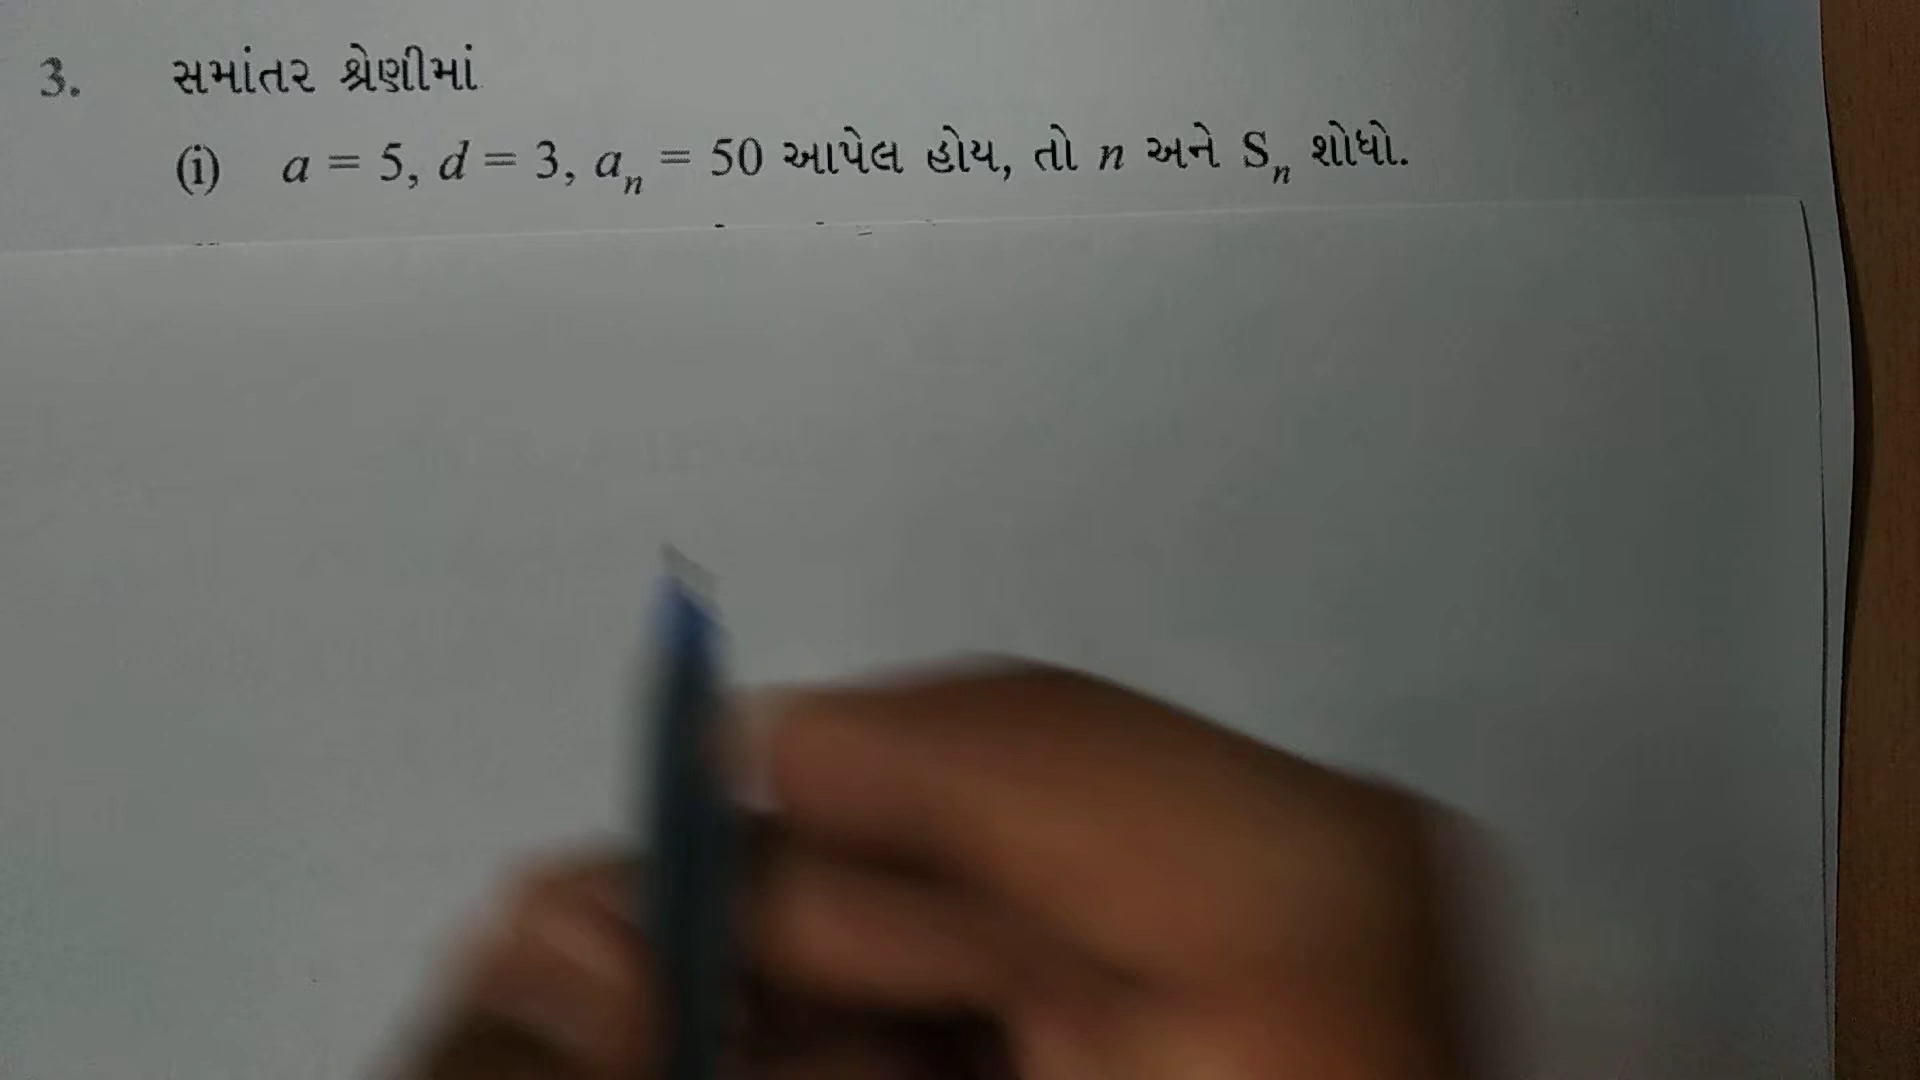 3. સમાંતર શ્રેણીમાં
(i) a = 5, d = 3, aₙ = 50 આપેલ હોય, તો n અને Sₙ શોધો.